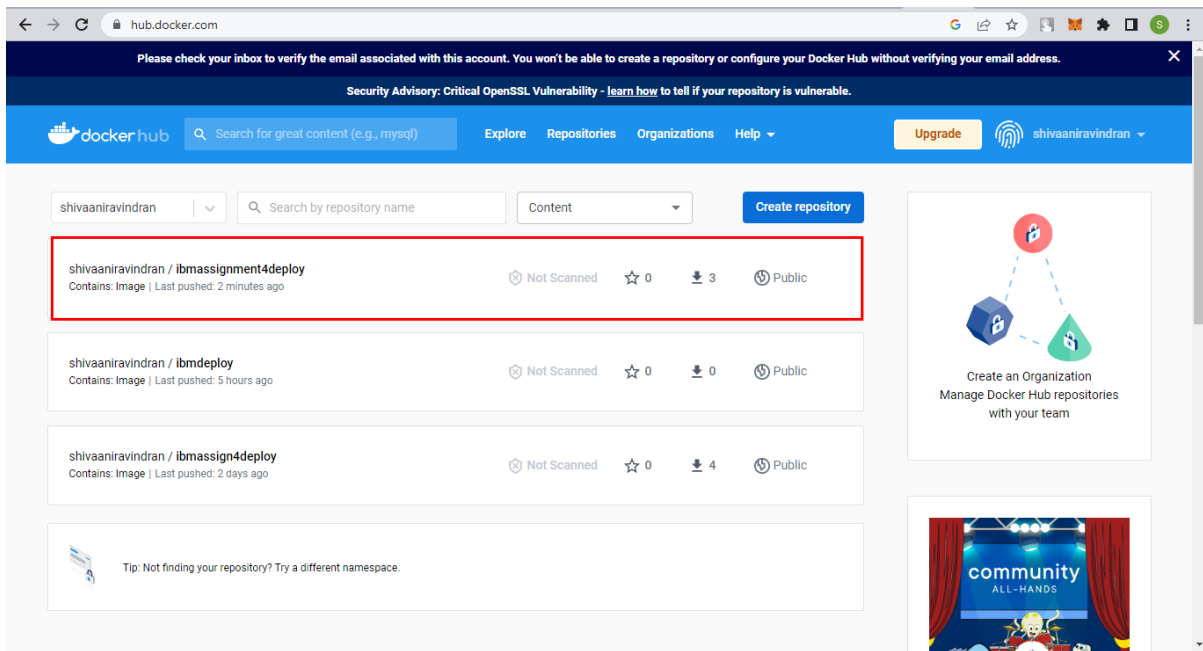 hub.docker.com
Please check your inbox to verify the email associated with this account. You won't be able to create a repository or configure your Docker Hub without verifying your email address.
Security Advisory: Critical OpenSSL Vulnerability - learn how to tell if your repository is vulnerable.
dockerhub Search for great content (e.g., mysql) Explore Repositories Organizations Help Upgrade shivaaniravindran
shivaaniravindran Search by repository name Content Create repository
shivaaniravindran / ibmassignment4deploy
Contains: Image | Last pushed: 2 minutes ago
Not Scanned 0 3 Public
shivaaniravindran / ibmdeploy
Contains: Image | Last pushed: 5 hours ago
Not Scanned 0 0 Public
shivaaniravindran / ibmassign4deploy
Contains: Image | Last pushed: 2 days ago
Not Scanned 0 4 Public
Tip: Not finding your repository? Try a different namespace.
Create an Organization
Manage Docker Hub repositories
with your team
community
ALL-HANDS